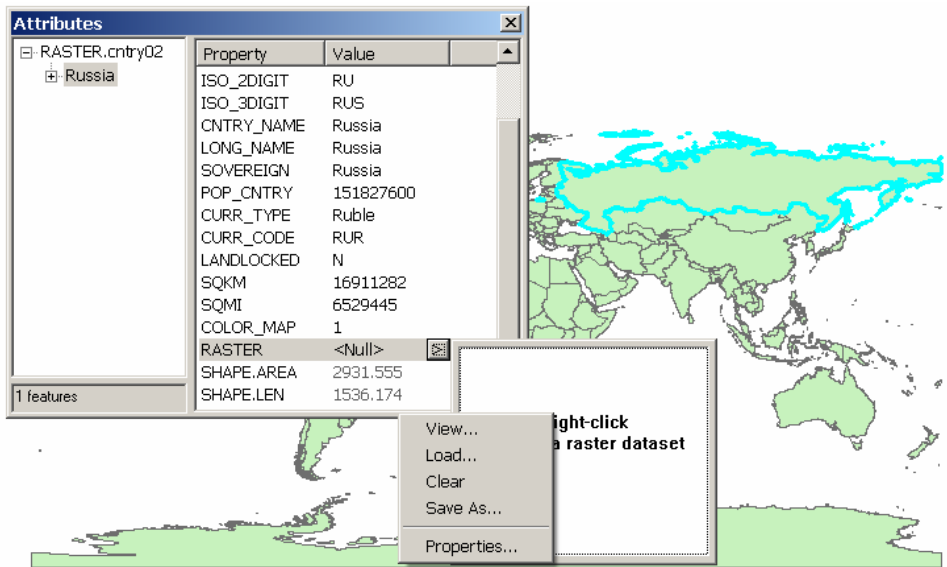 Attributes
RASTER.cntry02
Russia
1 features
Property Value
ISO_2DIGIT RU
ISO_3DIGIT RUS
CNTRY_NAME Russia
LONG_NAME Russia
SOVEREIGN Russia
POP_CNTRY 151827600
CURR_TYPE Ruble
CURR_CODE RUR
LANDLOCKED N
SQKM 16911282
SQMI 6529445
COLOR_MAP 1
RASTER <Null>
SHAPE.AREA 2931.555
SHAPE.LEN 1536.174
View...
Load...
Clear
Save As...
Properties...
ight-click
a raster dataset